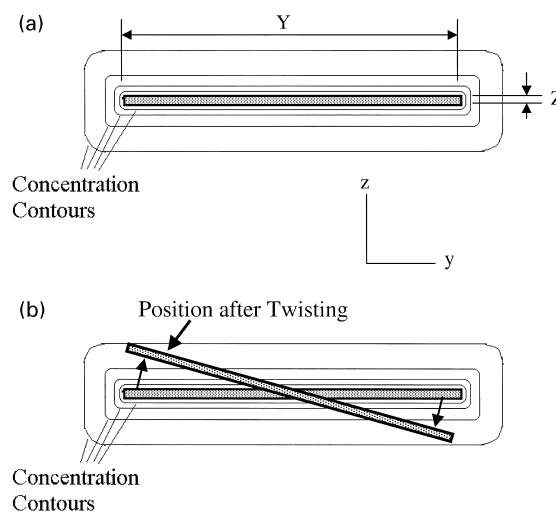 (a)
Y
Z
Concentration
Contours
z
y
(b)
Position after Twisting
Concentration
Contours